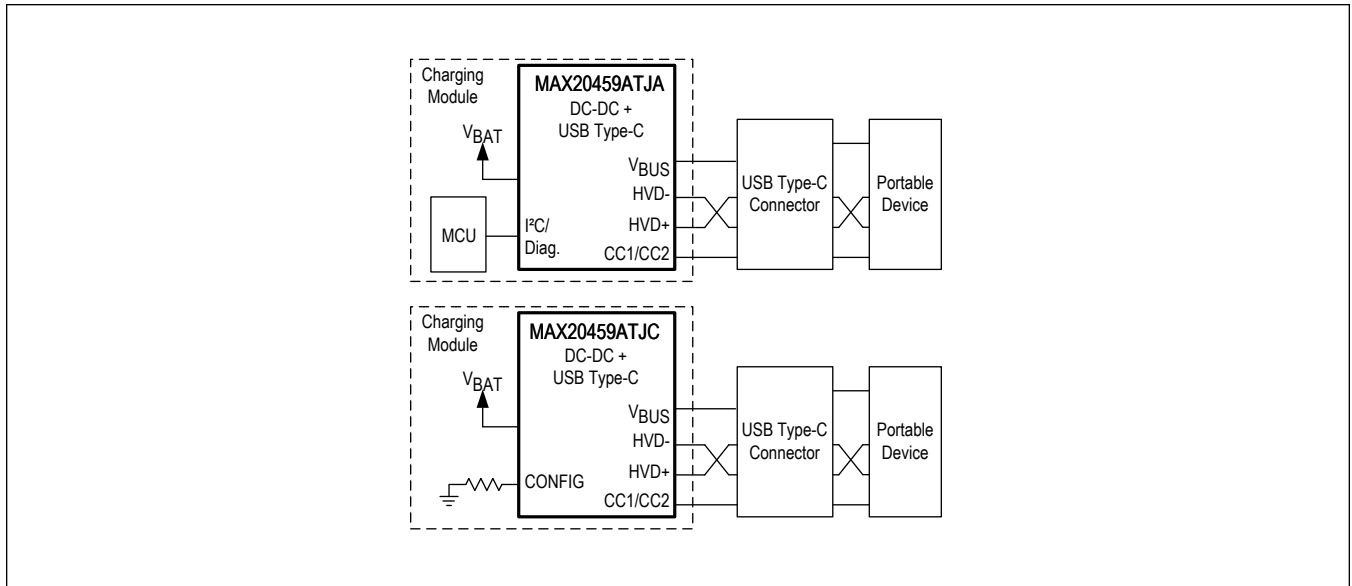 Charging
Module
MAX20459ATJA
DC-DC +
USB Type-C
VBAT
VBUS
HVD-
HVD+
CC1/CC2
I²C/
Diag.
MCU
USB Type-C
Connector
Portable
Device
Charging
Module
MAX20459ATJC
DC-DC +
USB Type-C
VBAT
VBUS
HVD-
HVD+
CC1/CC2
CONFIG
USB Type-C
Connector
Portable
Device